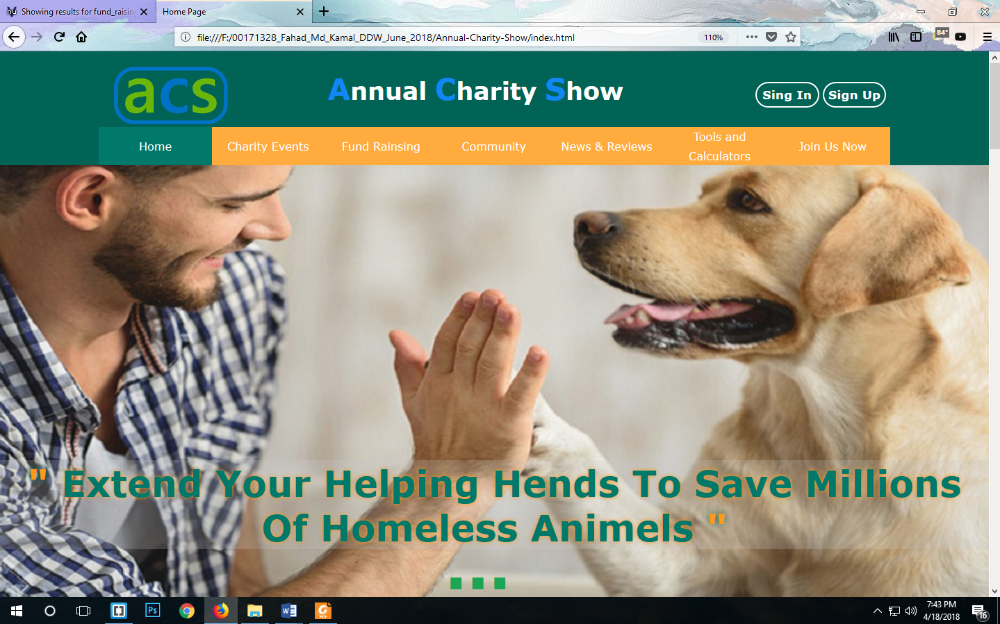 Showing results for fund_raisin
Home Page
file:///F:/00171328_Fahad_Md_Kamal_DDW_June_2018/Annual-Charity-Show/index.html
110%
84°
acs
Annual Charity Show
Sing In
Sign Up
Home
Charity Events
Fund Rainsing
Community
News & Reviews
Tools and
Calculators
Join Us Now
" Extend Your Helping Hends To Save Millions
Of Homeless Animels "
Ps
W
PDF
7:43 PM
4/18/2018
16